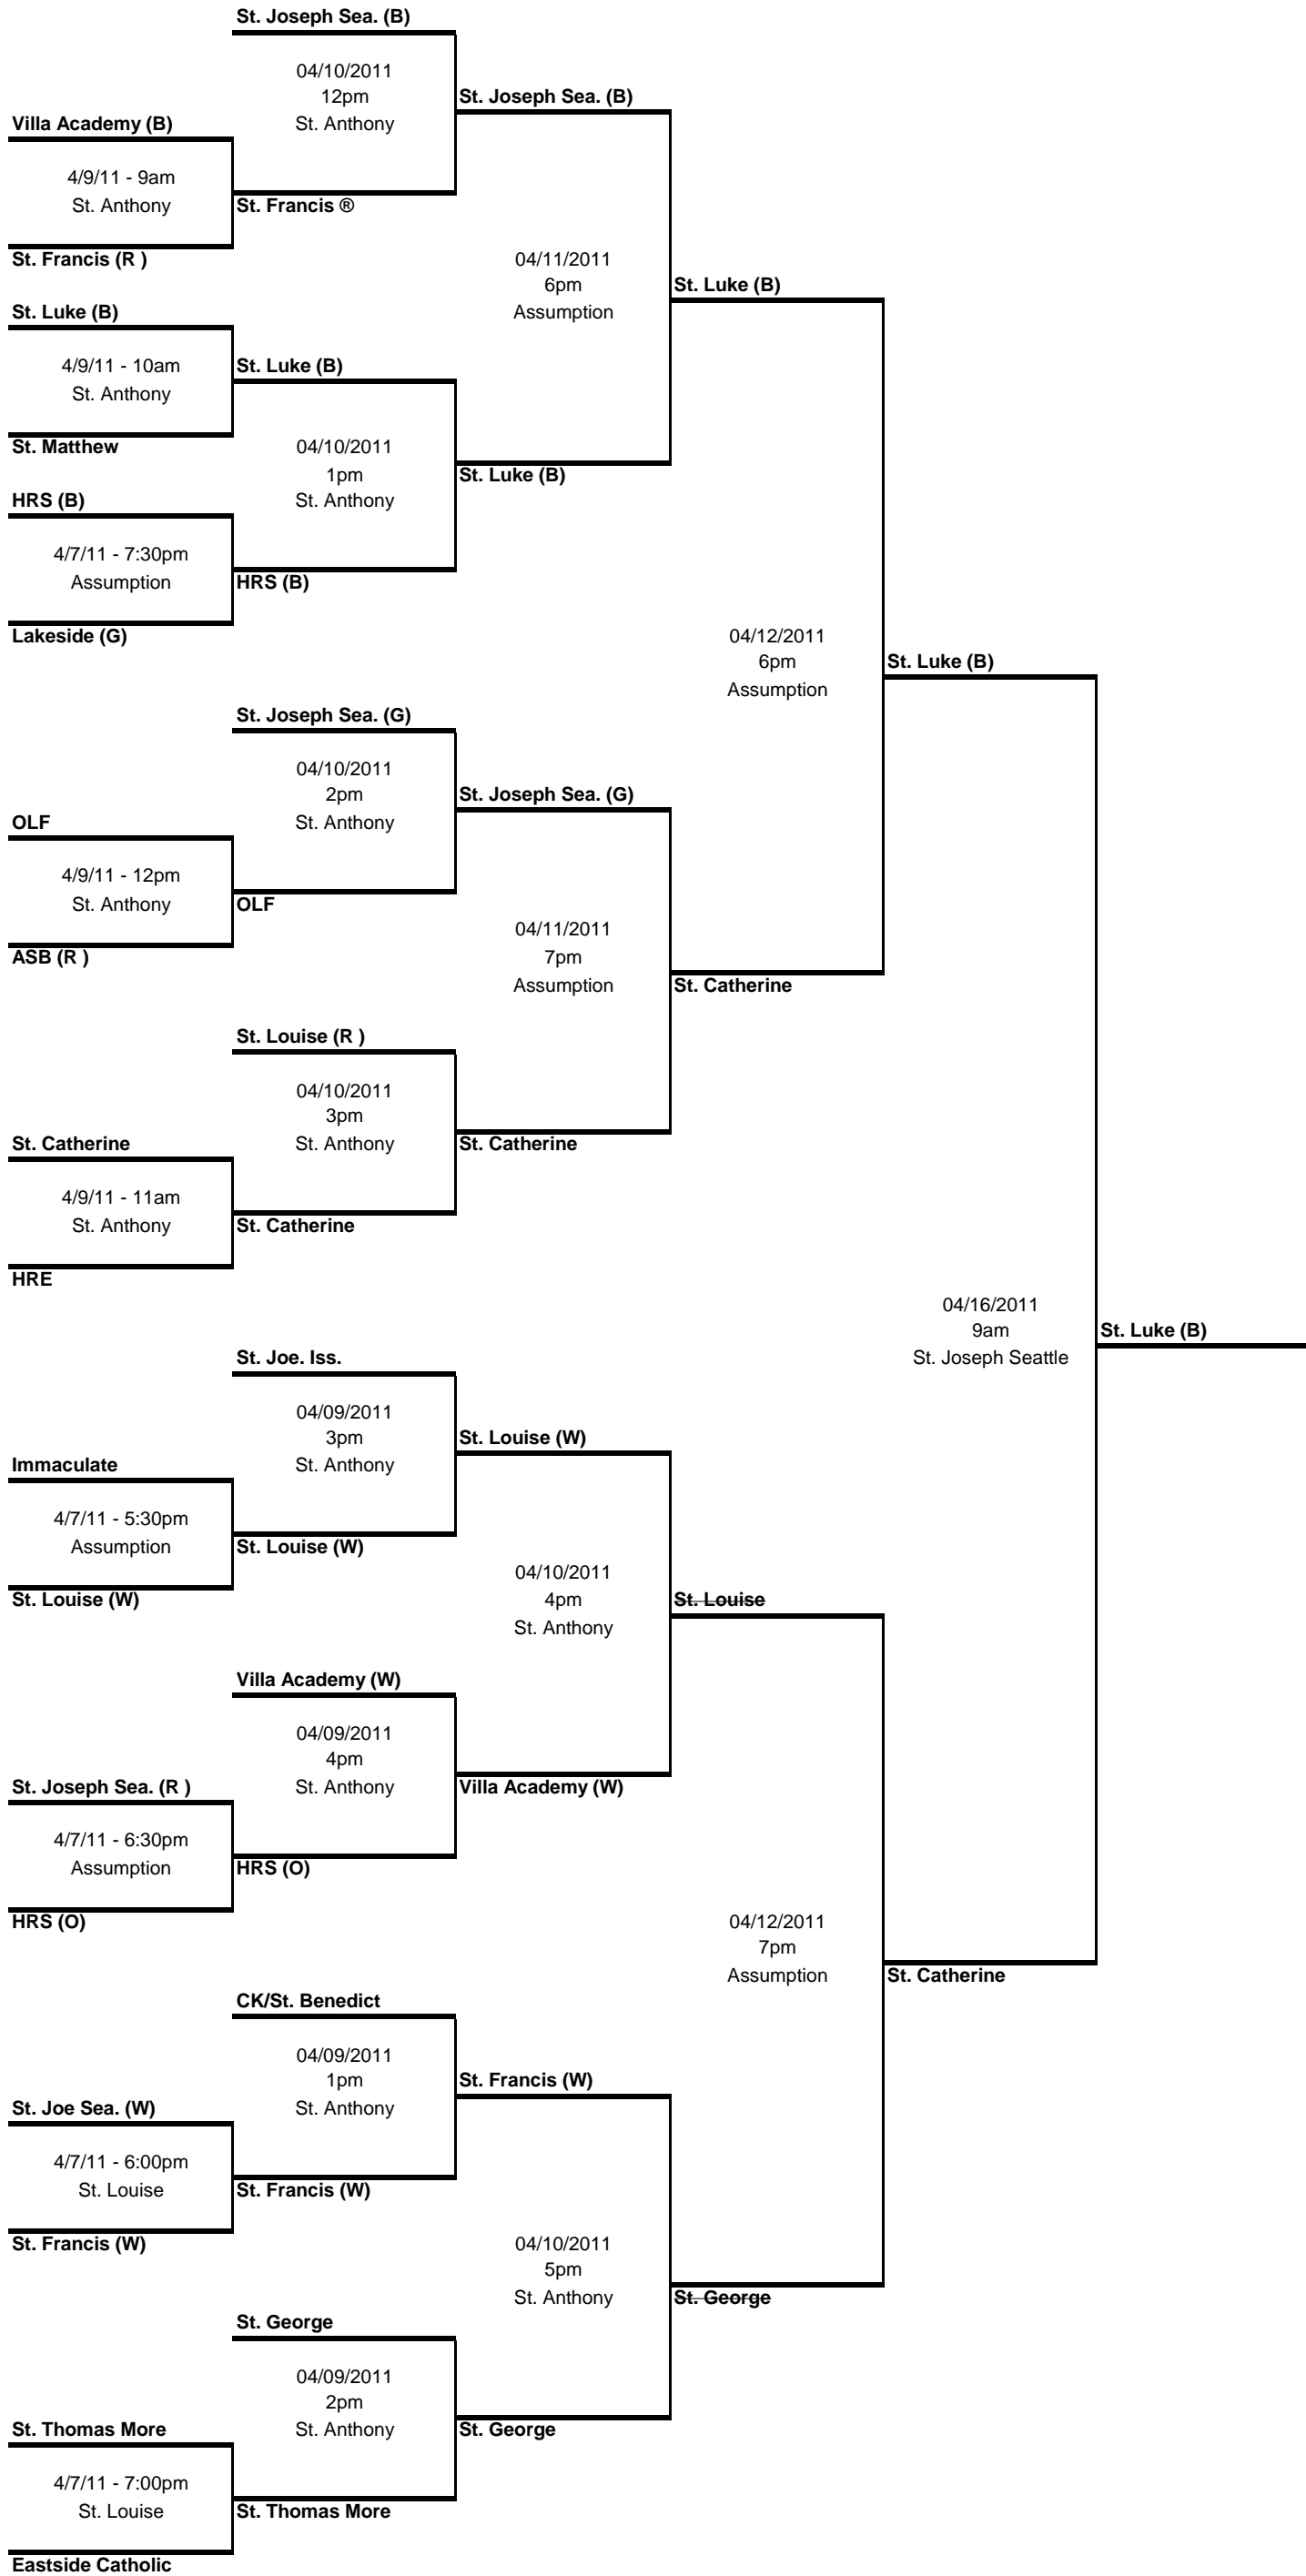 St. Joseph Sea. (B)
04/10/2011
12pm
St. Anthony
St. Joseph Sea. (B)
Villa Academy (B)
4/9/11 - 9am
St. Anthony
St. Francis ®
St. Francis (R )
04/11/2011
6pm
Assumption
St. Luke (B)
St. Luke (B)
4/9/11 - 10am
St. Anthony
St. Luke (B)
St. Matthew
04/10/2011
1pm
St. Anthony
St. Luke (B)
HRS (B)
4/7/11 - 7:30pm
Assumption
HRS (B)
Lakeside (G)
04/12/2011
6pm
Assumption
St. Luke (B)
St. Joseph Sea. (G)
04/10/2011
2pm
St. Anthony
St. Joseph Sea. (G)
OLF
4/9/11 - 12pm
St. Anthony
OLF
ASB (R )
04/11/2011
7pm
Assumption
St. Catherine
St. Louise (R )
04/10/2011
3pm
St. Anthony
St. Catherine
St. Catherine
4/9/11 - 11am
St. Anthony
St. Catherine
HRE
04/16/2011
9am
St. Joseph Seattle
St. Luke (B)
St. Joe. Iss.
04/09/2011
3pm
St. Anthony
St. Louise (W)
Immaculate
4/7/11 - 5:30pm
Assumption
St. Louise (W)
St. Louise (W)
04/10/2011
4pm
St. Anthony
St. Louise
Villa Academy (W)
04/09/2011
4pm
St. Anthony
Villa Academy (W)
St. Joseph Sea. (R )
4/7/11 - 6:30pm
Assumption
HRS (O)
HRS (O)
04/12/2011
7pm
Assumption
St. Catherine
CK/St. Benedict
04/09/2011
1pm
St. Anthony
St. Francis (W)
St. Joe Sea. (W)
4/7/11 - 6:00pm
St. Louise
St. Francis (W)
St. Francis (W)
04/10/2011
5pm
St. Anthony
St. George
St. George
04/09/2011
2pm
St. Anthony
St. George
St. Thomas More
4/7/11 - 7:00pm
St. Louise
St. Thomas More
Eastside Catholic